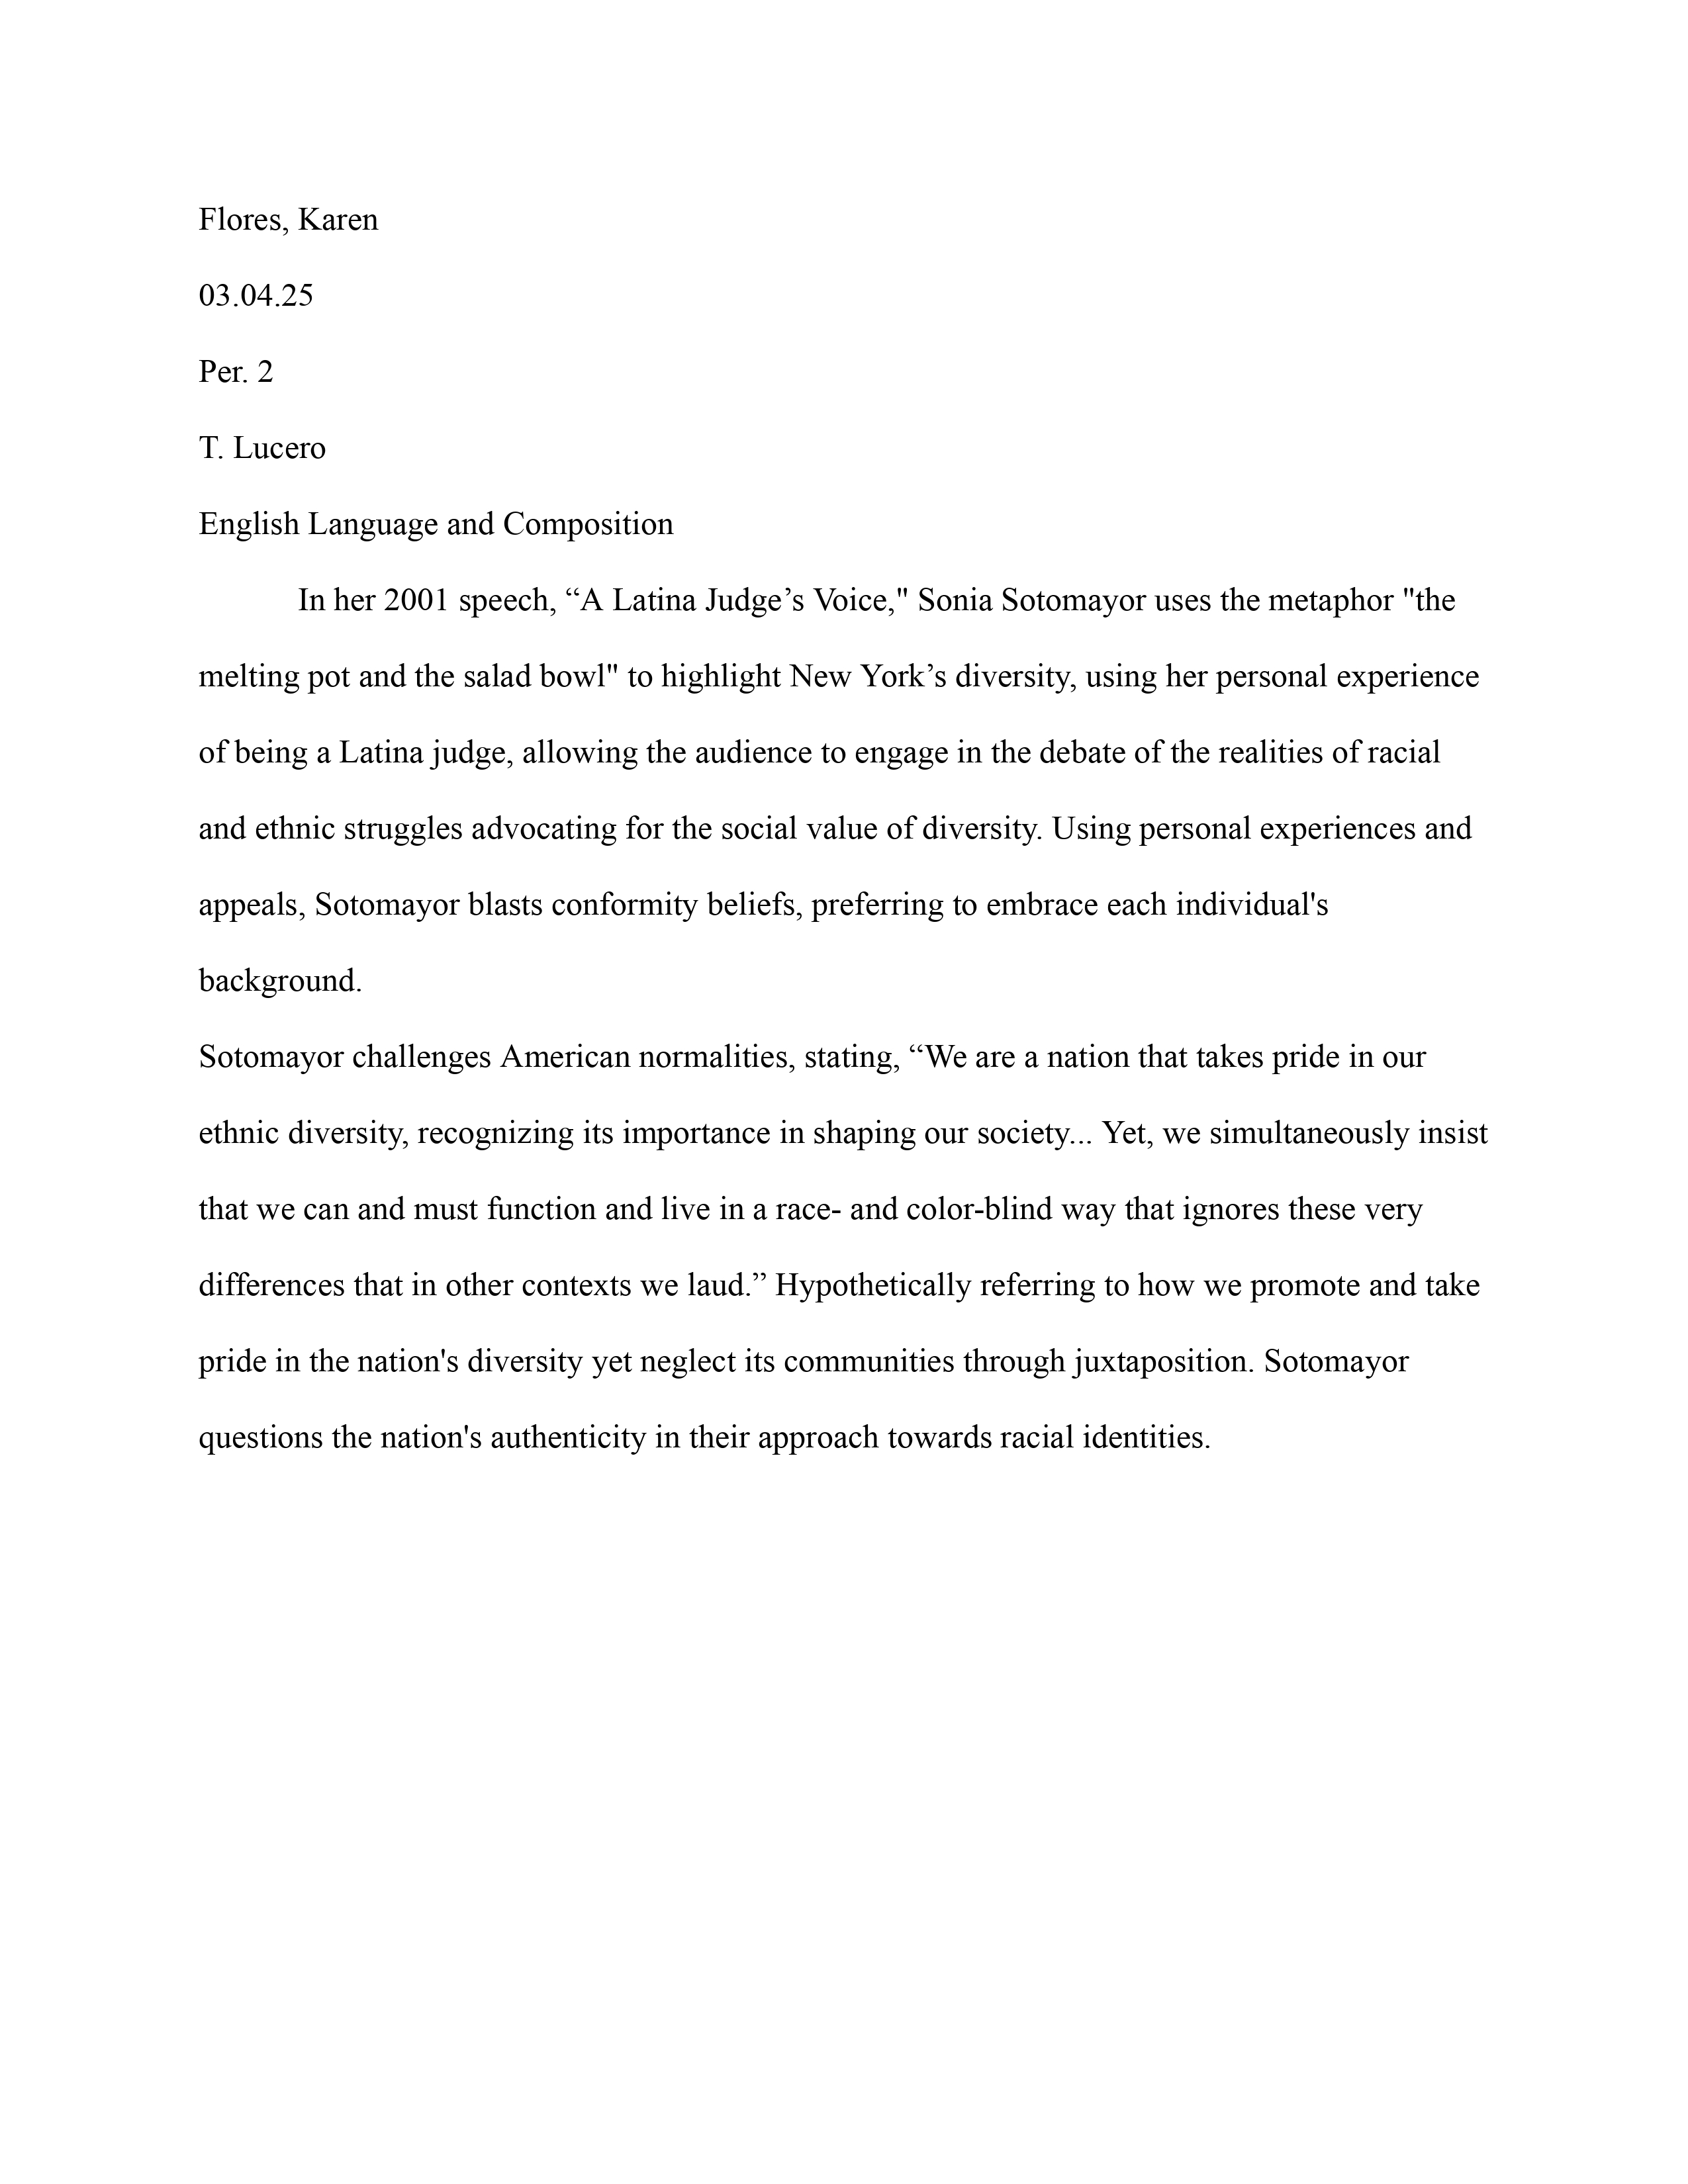 Flores, Karen
03.04.25
Per. 2
T. Lucero
English Language and Composition
In her 2001 speech, “A Latina Judge’s Voice," Sonia Sotomayor uses the metaphor "the
melting pot and the salad bowl" to highlight New York’s diversity, using her personal experience
of being a Latina judge, allowing the audience to engage in the debate of the realities of racial
and ethnic struggles advocating for the social value of diversity. Using personal experiences and
appeals, Sotomayor blasts conformity beliefs, preferring to embrace each individual's
background.
Sotomayor challenges American normalities, stating, “We are a nation that takes pride in our
ethnic diversity, recognizing its importance in shaping our society... Yet, we simultaneously insist
that we can and must function and live in a race- and color-blind way that ignores these very
differences that in other contexts we laud.” Hypothetically referring to how we promote and take
pride in the nation's diversity yet neglect its communities through juxtaposition. Sotomayor
questions the nation's authenticity in their approach towards racial identities.